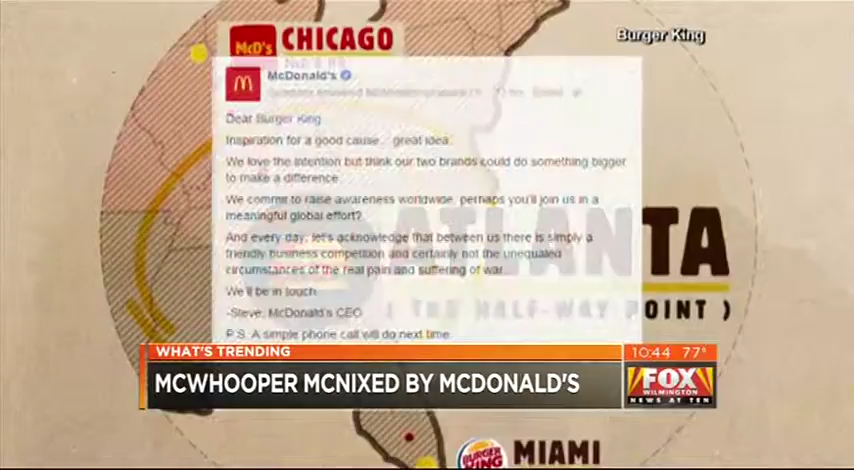 Burger King
McD's CHICAGO
McDonald's
Dear Burger King
Inspiration for a good cause... great idea.
We love the intention but think our two brands could do something bigger
to make a difference.
We commit to raise awareness worldwide, perhaps you'll join us in a
meaningful global effort?
And every day, let's acknowledge that between us there is simply a
friendly business competition and certainly not the unequaled
circumstances of the real pain and suffering of war.
We'll be in touch.
-Steve, McDonald's CEO
P.S. A simple phone call will do next time.
ATLANTA
( THE HALF-WAY POINT )
WHAT'S TRENDING
10:44 77°
MCWHOOPER MCNIXED BY MCDONALD'S
FOX
WILMINGTON
NEWS AT TEN
BURGER KING
MIAMI